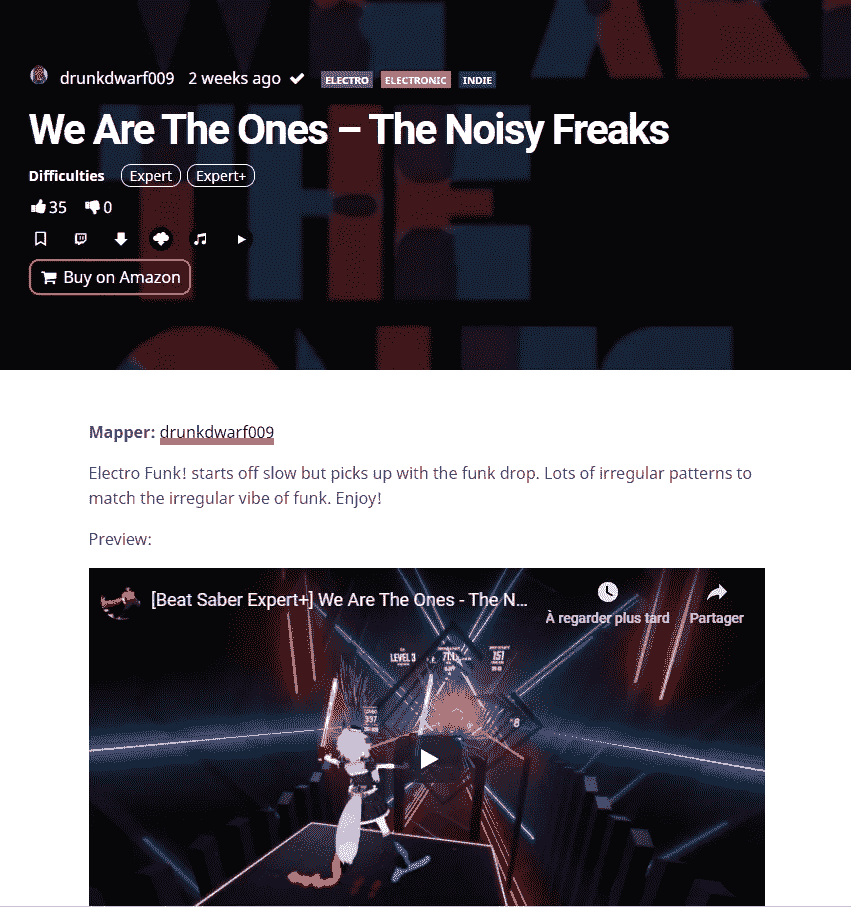 drunkdwarf009 2 weeks ago ELECTRO ELECTRONIC INDIE
We Are The Ones – The Noisy Freaks
Difficulties Expert Expert+
35 0
Buy on Amazon
Mapper: drunkdwarf009
Electro Funk! starts off slow but picks up with the funk drop. Lots of irregular patterns to
match the irregular vibe of funk. Enjoy!
Preview:
[Beat Saber Expert+] We Are The Ones - The N...
À regarder plus tard Partager
LEVEL 3